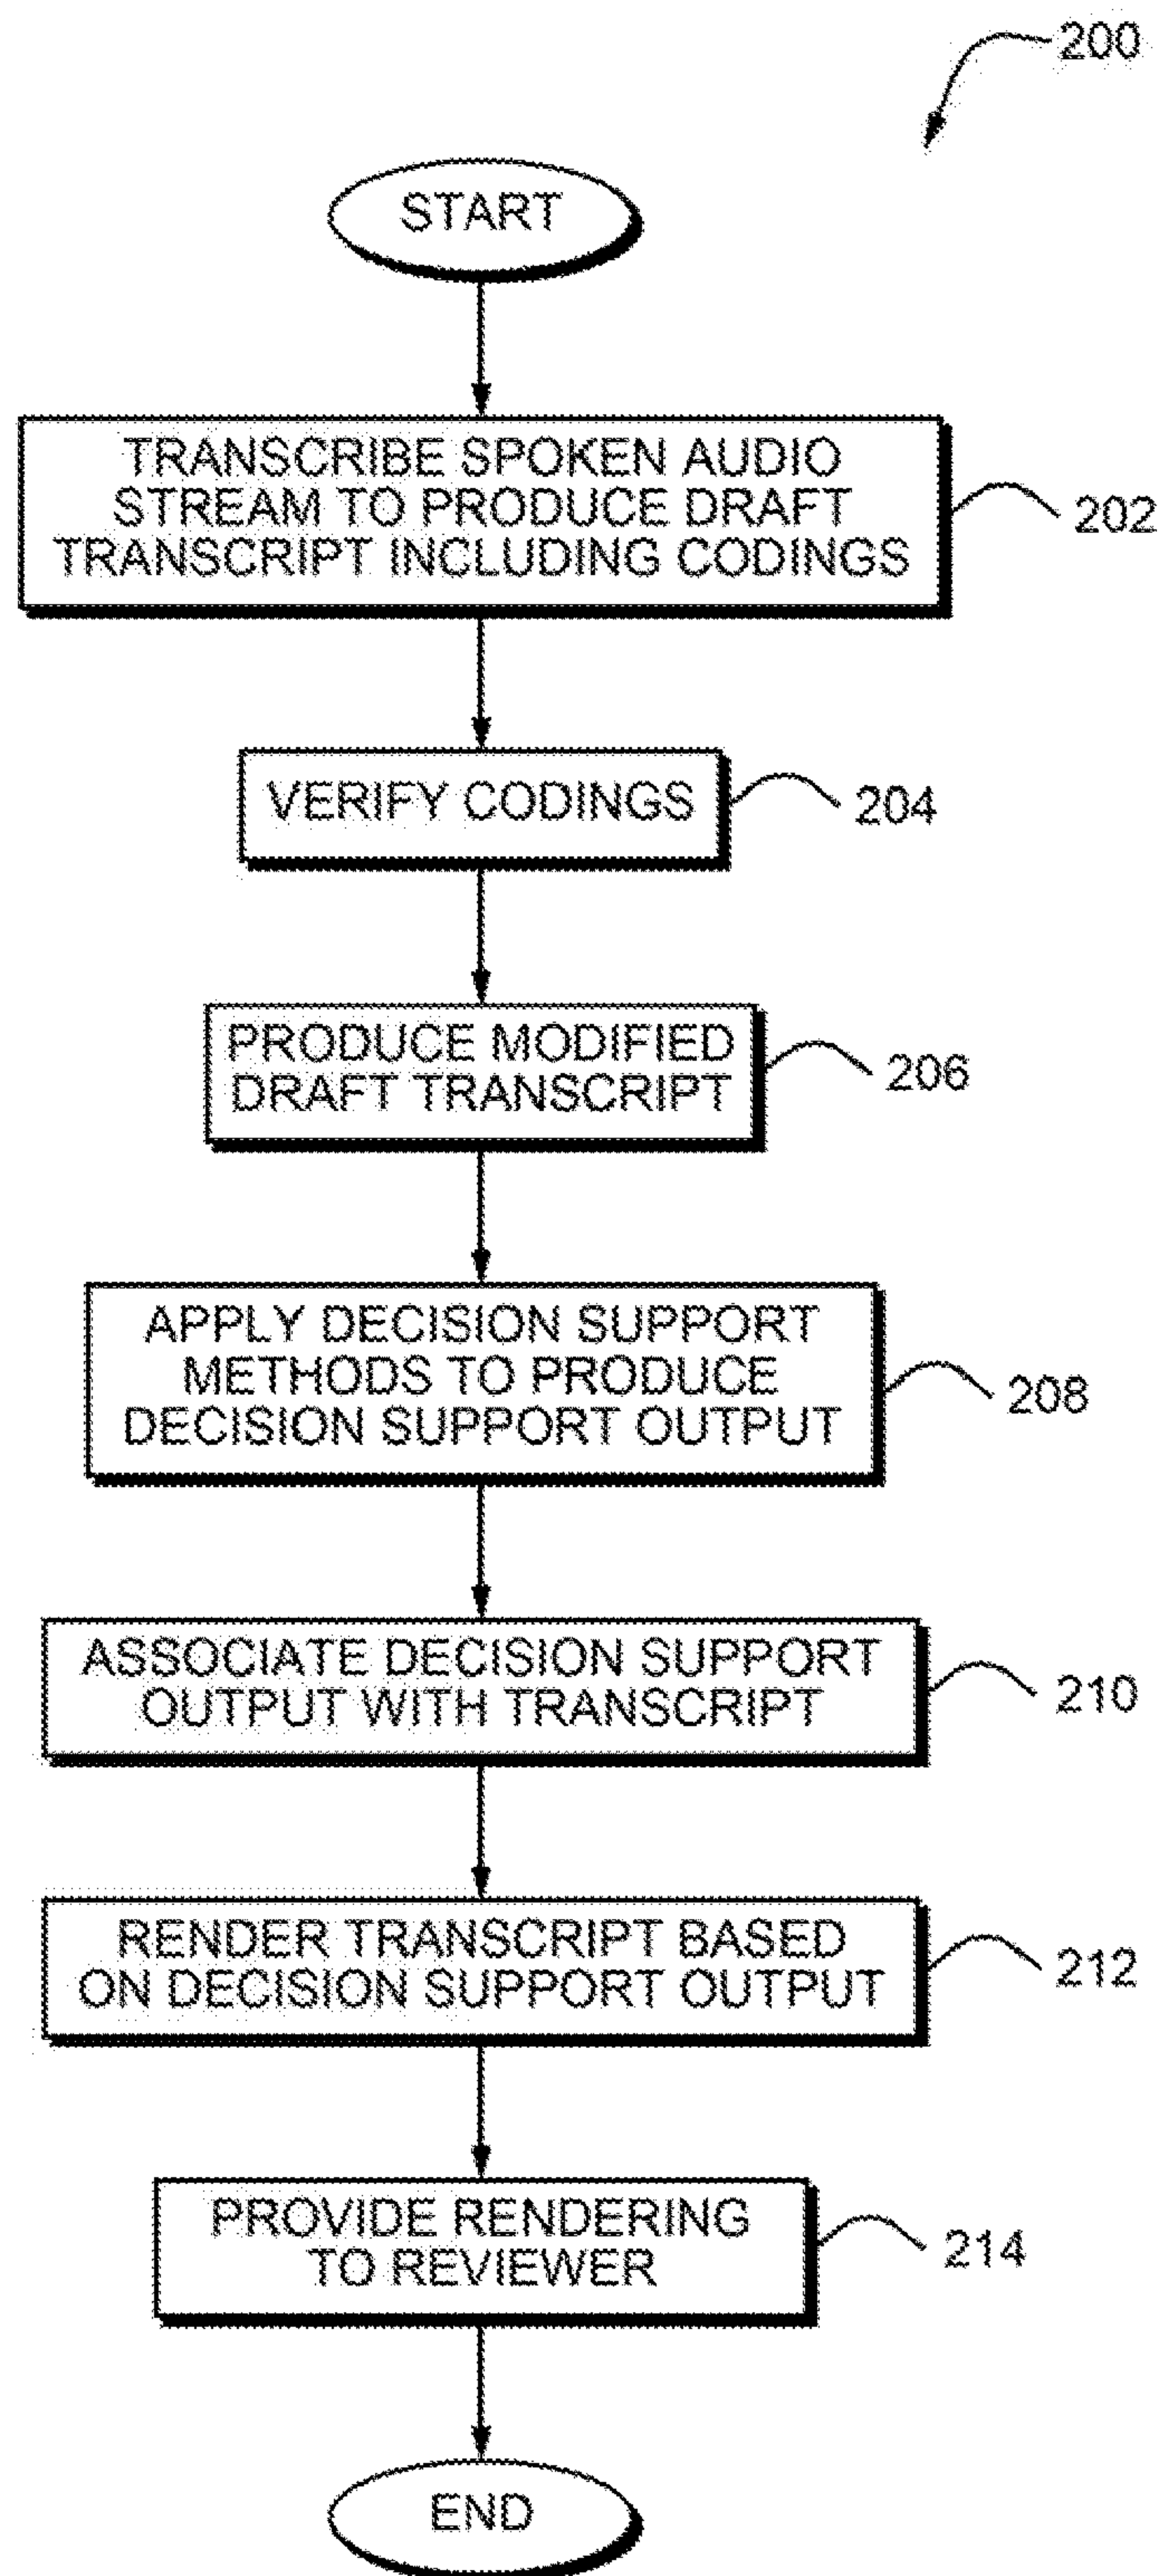 200
START
TRANSCRIBE SPOKEN AUDIO
STREAM TO PRODUCE DRAFT
TRANSCRIPT INCLUDING CODINGS
202
VERIFY CODINGS
204
PRODUCE MODIFIED
DRAFT TRANSCRIPT
206
APPLY DECISION SUPPORT
METHODS TO PRODUCE
DECISION SUPPORT OUTPUT
208
ASSOCIATE DECISION SUPPORT
OUTPUT WITH TRANSCRIPT
210
RENDER TRANSCRIPT BASED
ON DECISION SUPPORT OUTPUT
212
PROVIDE RENDERING
TO REVIEWER
214
END